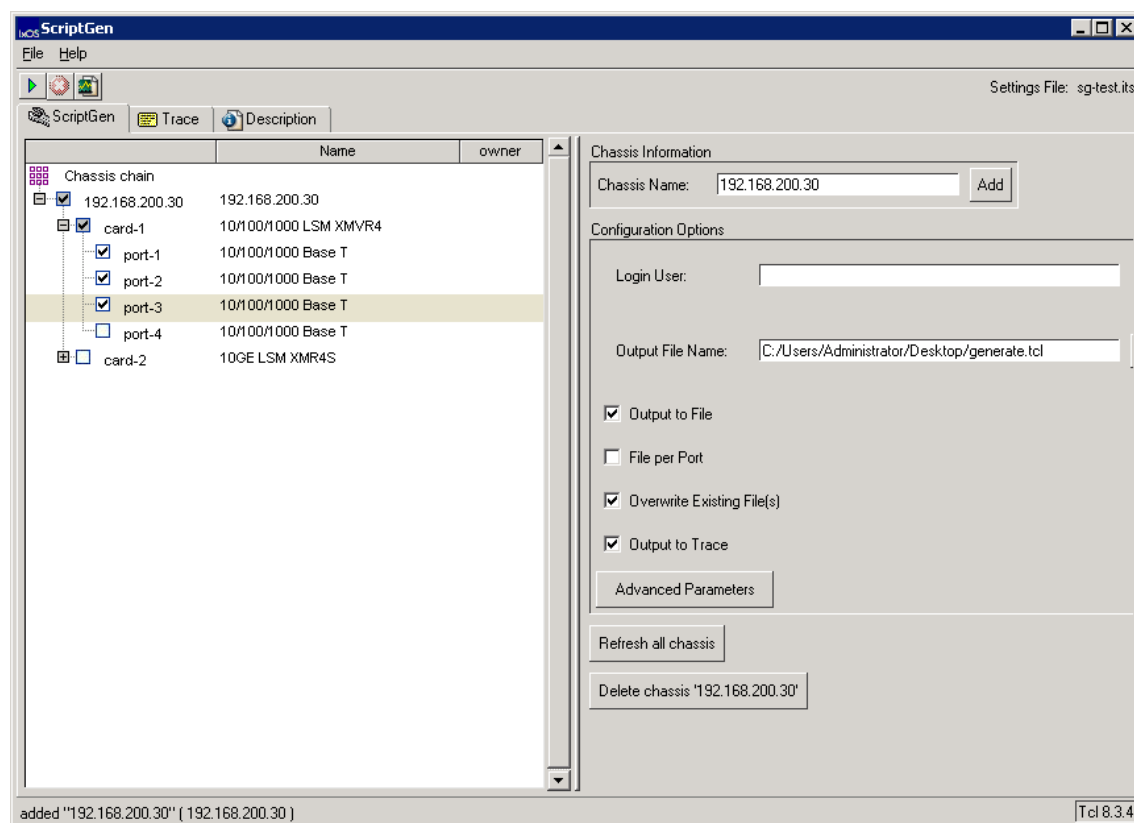 IxOS ScriptGen
File Help
Settings File: sg-test.its
ScriptGen Trace Description
Name owner
Chassis chain
192.168.200.30 192.168.200.30
card-1 10/100/1000 LSM XMVR4
port-1 10/100/1000 Base T
port-2 10/100/1000 Base T
port-3 10/100/1000 Base T
port-4 10/100/1000 Base T
card-2 10GE LSM XMR4S
Chassis Information
Chassis Name: 192.168.200.30 Add
Configuration Options
Login User:
Output File Name: C:/Users/Administrator/Desktop/generate.tcl
Output to File
File per Port
Overwrite Existing File(s)
Output to Trace
Advanced Parameters
Refresh all chassis
Delete chassis '192.168.200.30'
added "192.168.200.30" ( 192.168.200.30 )
Tcl 8.3.4